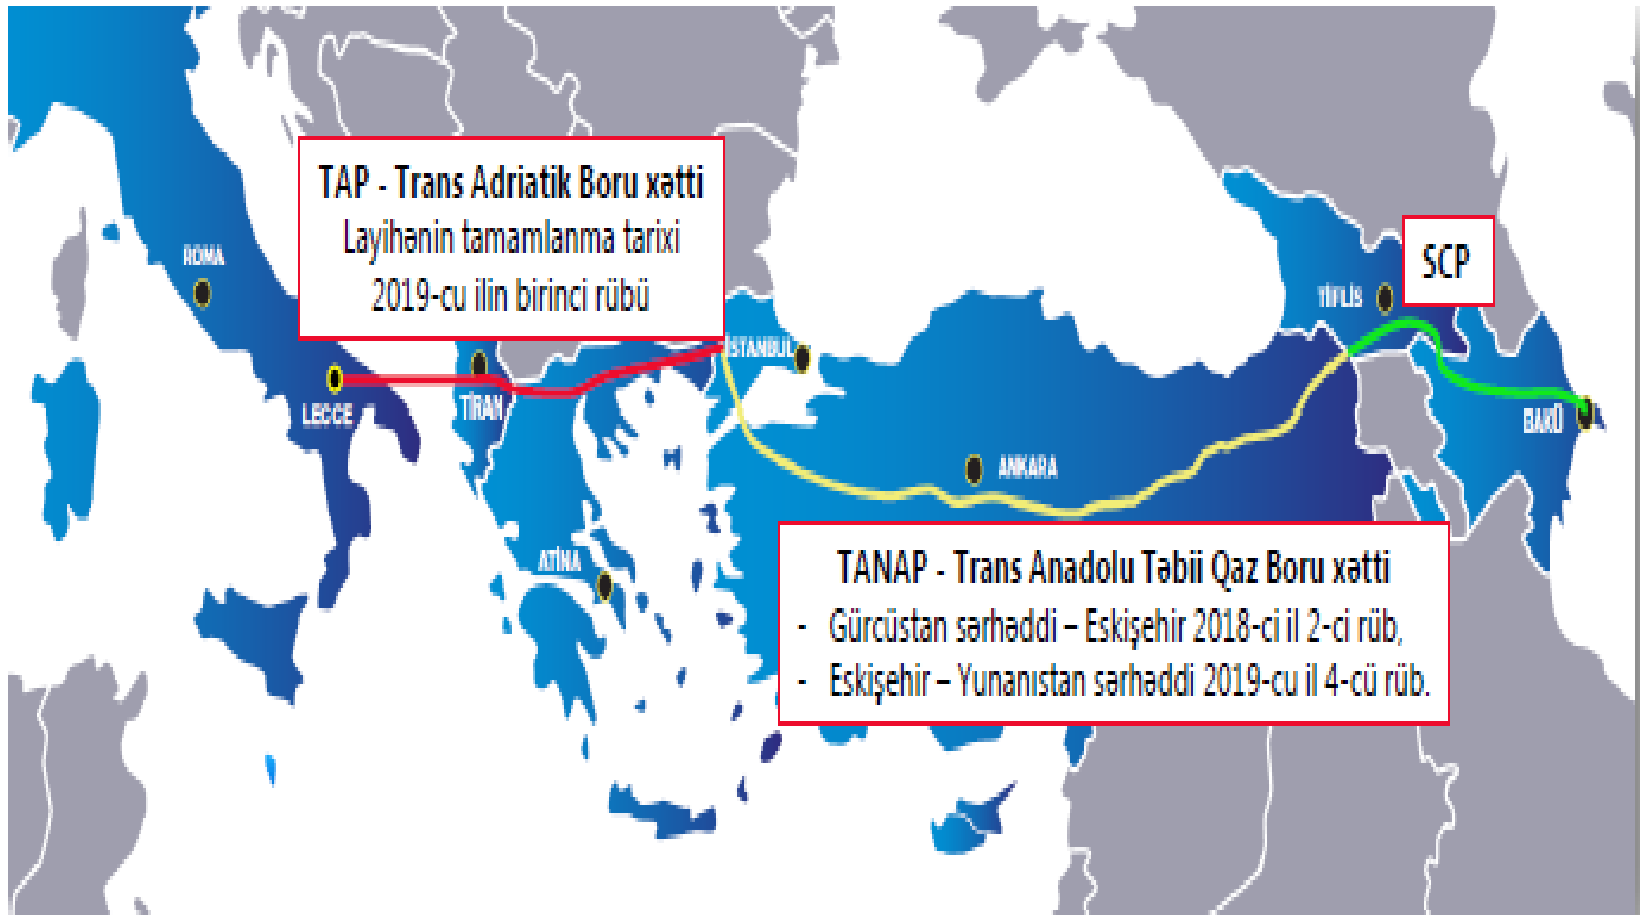 TAP - Trans Adriatik Boru xətti
Layihənin tamamlanma tarixi
2019-cu ilin birinci rübü
SCP
ROMA
TİFLİS
İSTANBUL
LECCE
TİRAN
BAKÜ
ANKARA
ATİNA
TANAP - Trans Anadolu Təbii Qaz Boru xətti
- Gürcüstan sərhəddi – Eskişehir 2018-ci il 2-ci rüb,
- Eskişehir – Yunanıstan sərhəddi 2019-cu il 4-cü rüb.